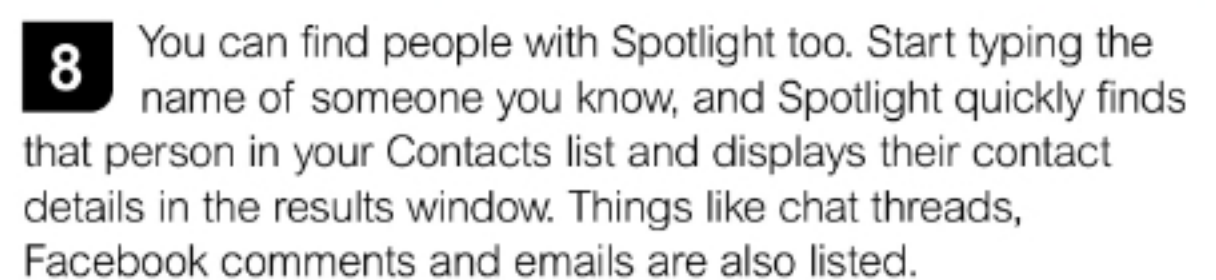 8 You can find people with Spotlight too. Start typing the
name of someone you know, and Spotlight quickly finds
that person in your Contacts list and displays their contact
details in the results window. Things like chat threads,
Facebook comments and emails are also listed.